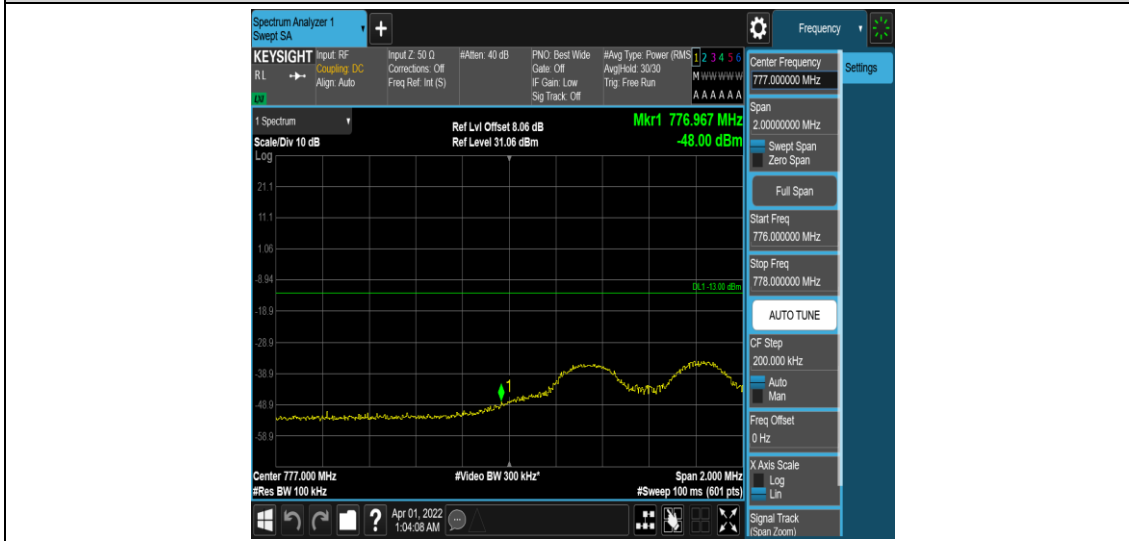 Spectrum Analyzer 1
Swept SA
+
Frequency
KEYSIGHT
RL
Input: RF
Coupling: DC
Align: Auto
Input Z: 50 Ω
Corrections: Off
Freq Ref: Int (S)
#Atten: 40 dB
PNO: Best Wide
Gate: Off
IF Gain: Low
Sig Track: Off
#Avg Type: Power (RMS
Avg|Hold: 30/30
Trig: Free Run
1 2 3 4 5 6
M W W W W W
A A A A A A
1 Spectrum
Scale/Div 10 dB
Log
Ref Lvl Offset 8.06 dB
Ref Level 31.06 dBm
Mkr1 776.967 MHz
-48.00 dBm
21.1
11.1
1.06
-8.94
-18.9
-28.9
-38.9
-48.9
-58.9
DL1 -13.00 dBm
1
Center 777.000 MHz
#Res BW 100 kHz
#Video BW 300 kHz*
Span 2.000 MHz
#Sweep 100 ms (601 pts)
?
Apr 01, 2022
1:04:08 AM
Center Frequency
777.000000 MHz
Settings
Span
2.00000000 MHz
Swept Span
Zero Span
Full Span
Start Freq
776.000000 MHz
Stop Freq
778.000000 MHz
AUTO TUNE
CF Step
200.000 kHz
Auto
Man
Freq Offset
0 Hz
X Axis Scale
Log
Lin
Signal Track
(Span Zoom)